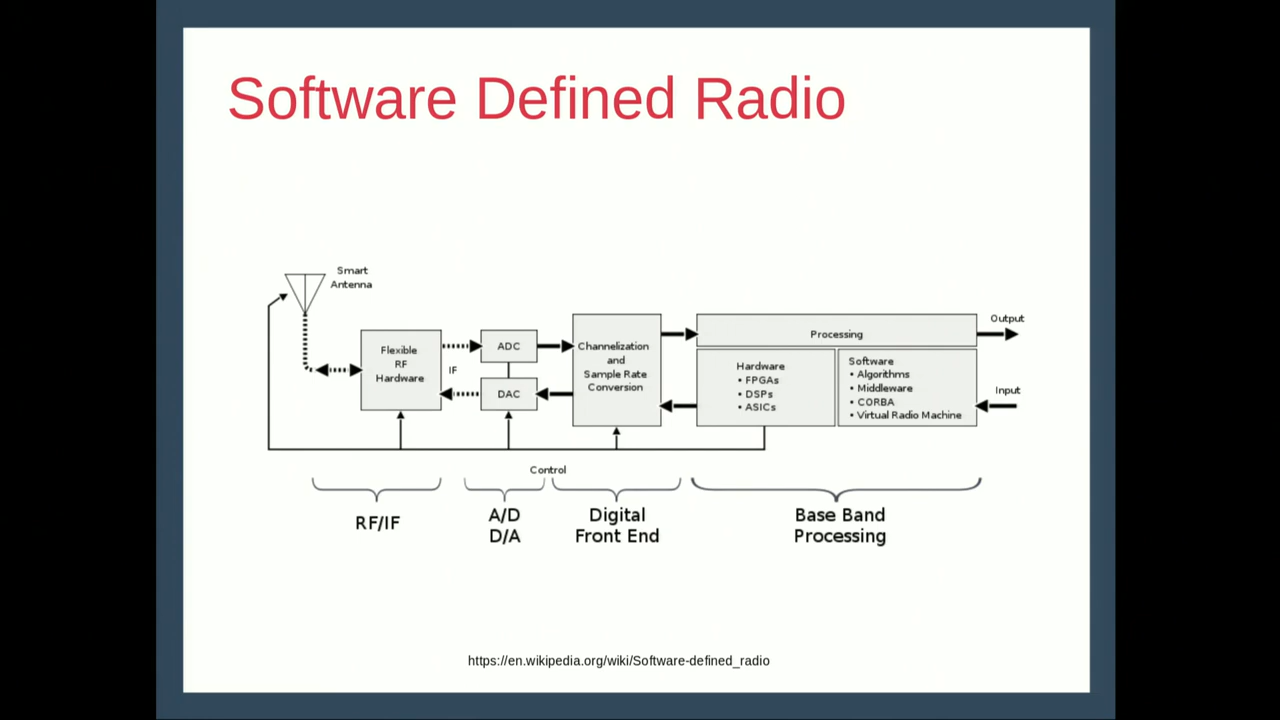 Software Defined Radio
Smart
Antenna
Flexible
RF
Hardware
IF
ADC
DAC
Channelization
and
Sample Rate
Conversion
Processing
Hardware
• FPGAs
• DSPs
• ASICs
Software
• Algorithms
• Middleware
• CORBA
• Virtual Radio Machine
Output
Input
Control
RF/IF
A/D
D/A
Digital
Front End
Base Band
Processing
https://en.wikipedia.org/wiki/Software-defined_radio